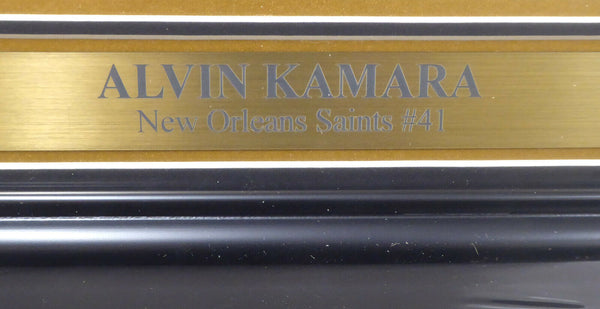 ALVIN KAMARA
New Orleans Saints #41